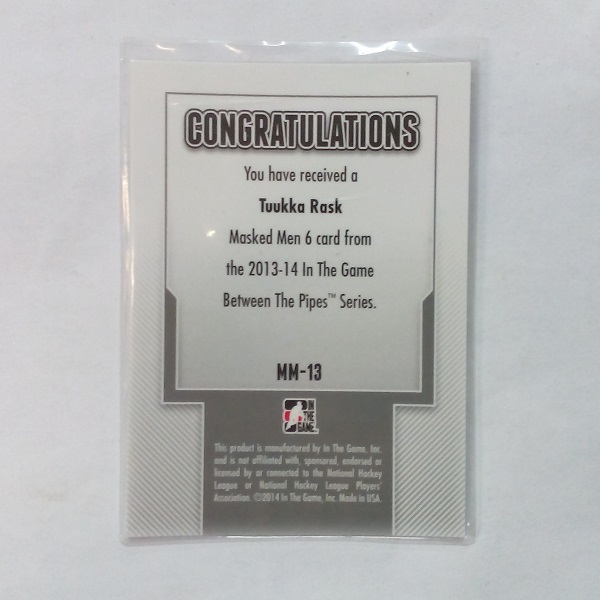 CONGRATULATIONS
You have received a
Tuukka Rask
Masked Men 6 card from
the 2013-14 In The Game
Between The Pipes™ Series.
MM-13
IN
THE
GAME
This product is manufactured by In The Game, Inc.
and is not affiliated with, sponsored, endorsed or
licensed by or connected to the National Hockey
League or National Hockey League Players'
Association. ©2014 In The Game, Inc. Made in USA.